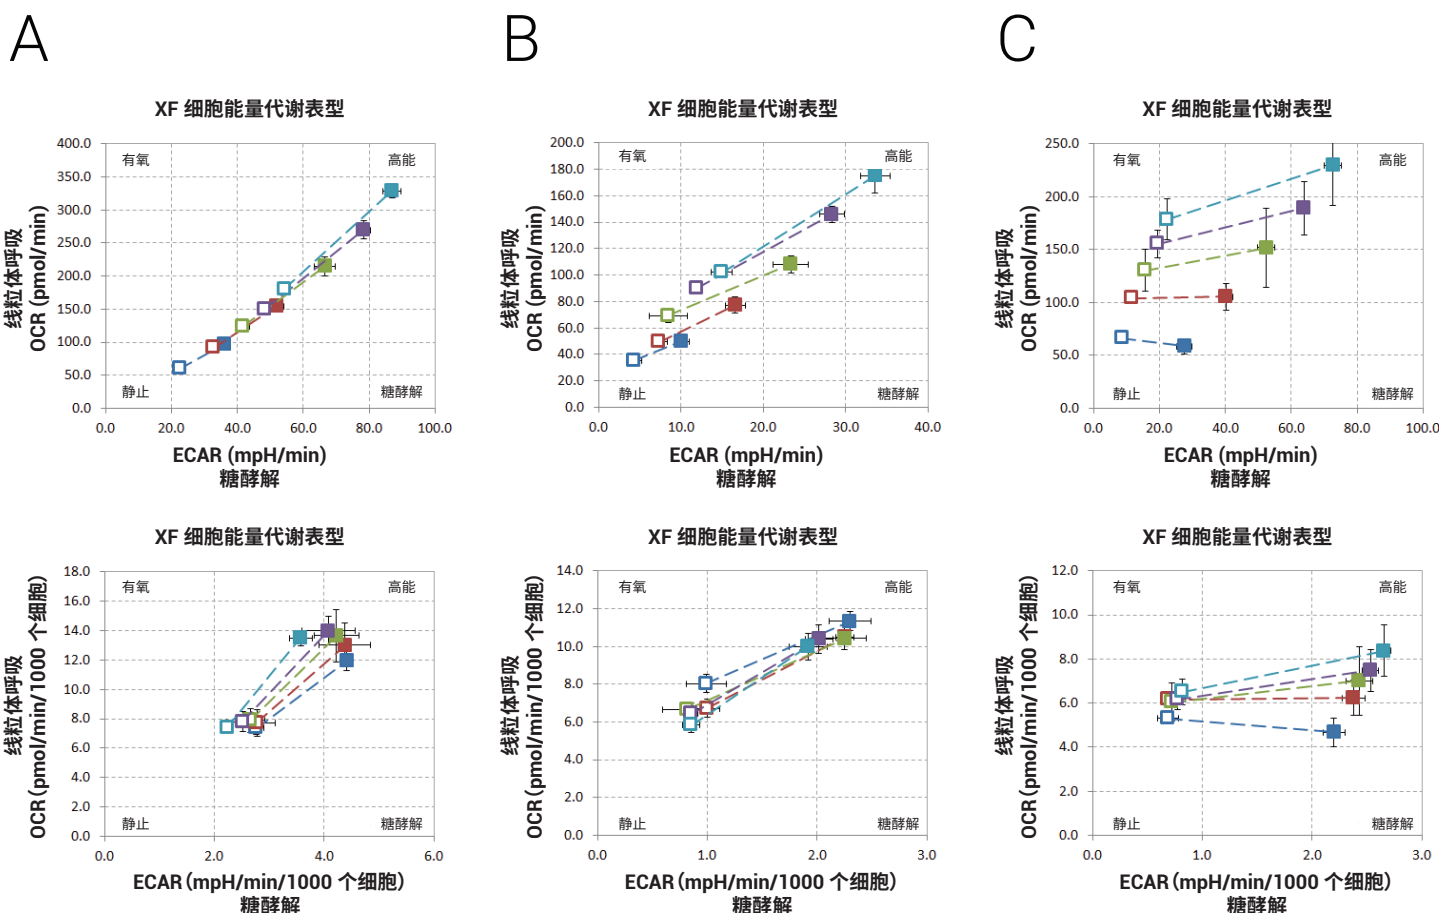 A
B
C
XF 细胞能量代谢表型
线粒体呼吸
OCR (pmol/min)
400.0
350.0
300.0
250.0
200.0
150.0
100.0
50.0
0.0
有氧
高能
静止
糖酵解
0.0 20.0 40.0 60.0 80.0 100.0
ECAR (mpH/min)
糖酵解
XF 细胞能量代谢表型
线粒体呼吸
OCR (pmol/min)
200.0
180.0
160.0
140.0
120.0
100.0
80.0
60.0
40.0
20.0
0.0
有氧
高能
静止
糖酵解
0.0 10.0 20.0 30.0 40.0
ECAR (mpH/min)
糖酵解
XF 细胞能量代谢表型
线粒体呼吸
OCR (pmol/min)
250.0
200.0
150.0
100.0
50.0
0.0
有氧
高能
静止
糖酵解
0.0 20.0 40.0 60.0 80.0 100.0
ECAR (mpH/min)
糖酵解
XF 细胞能量代谢表型
线粒体呼吸
OCR (pmol/min/1000 个细胞)
18.0
16.0
14.0
12.0
10.0
8.0
6.0
4.0
2.0
0.0
有氧
高能
静止
糖酵解
0.0 2.0 4.0 6.0
ECAR (mpH/min/1000 个细胞)
糖酵解
XF 细胞能量代谢表型
线粒体呼吸
OCR (pmol/min/1000 个细胞)
14.0
12.0
10.0
8.0
6.0
4.0
2.0
0.0
有氧
高能
静止
糖酵解
0.0 1.0 2.0 3.0
ECAR (mpH/min/1000 个细胞)
糖酵解
XF 细胞能量代谢表型
线粒体呼吸
OCR (pmol/min/1000 个细胞)
12.0
10.0
8.0
6.0
4.0
2.0
0.0
有氧
高能
静止
糖酵解
0.0 1.0 2.0 3.0
ECAR (mpH/min/1000 个细胞)
糖酵解